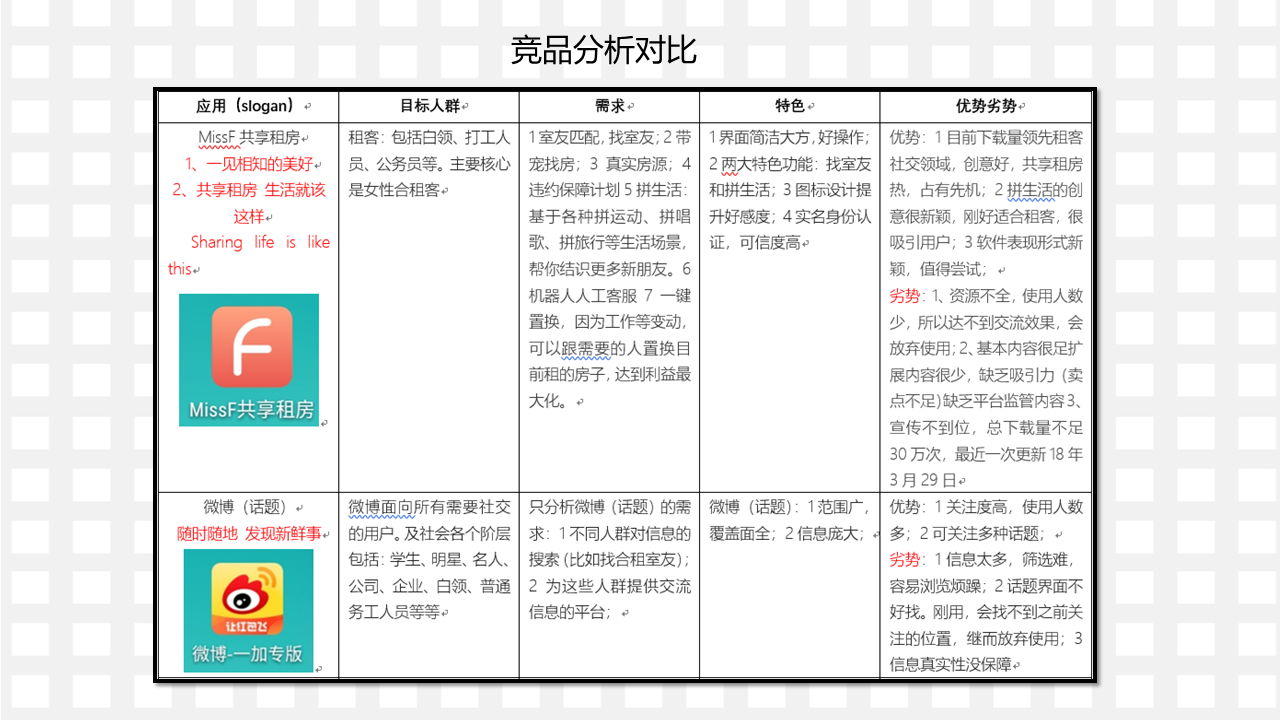 竞品分析对比
应用（slogan）
目标人群
需求
特色
优势劣势
MissF 共享租房
1、一见相知的美好
2、共享租房 生活就该
这样
Sharing life is like
this
MissF共享租房
租客：包括白领、打工人
员、公务员等。主要核心
是女性合租客
1 室友匹配，找室友；2 带
宠找房；3 真实房源；4
违约保障计划 5 拼生活：
基于各种拼运动、拼唱
歌、拼旅行等生活场景，
帮你结识更多新朋友。6
机器人人工客服 7 一键
置换，因为工作等变动，
可以跟需要的人置换目
前租的房子，达到利益最
大化。
1 界面简洁大方，好操作；
2 两大特色功能：找室友
和拼生活；3 图标设计提
升好感度；4 实名身份认
证，可信度高
优势：1 目前下载量领先租客
社交领域，创意好，共享租房
热，占有先机；2 拼生活的创
意很新颖，刚好适合租客，很
吸引用户；3 软件表现形式新
颖，值得尝试；
劣势：1、资源不全，使用人数
少，所以达不到交流效果，会
放弃使用；2、基本内容很足扩
展内容很少，缺乏吸引力（卖
点不足）缺乏平台监管内容 3、
宣传不到位，总下载量不足
30 万次，最近一次更新 18 年
3 月 29 日
微博（话题）
随时随地 发现新鲜事
让红包飞
微博-一加专版
微博面向所有需要社交
的用户。及社会各个阶层
包括：学生、明星、名人、
公司、企业、白领、普通
务工人员等等
只分析微博（话题）的需
求：1 不同人群对信息的
搜索（比如找合租室友）；
2 为这些人群提供交流
信息的平台；
微博（话题）：1 范围广，
覆盖面全；2 信息庞大；
优势：1 关注度高，使用人数
多；2 可关注多种话题；
劣势：1 信息太多，筛选难，
容易浏览烦躁；2 话题界面不
好找。刚用，会找不到之前关
注的位置，继而放弃使用；3
信息真实性没保障